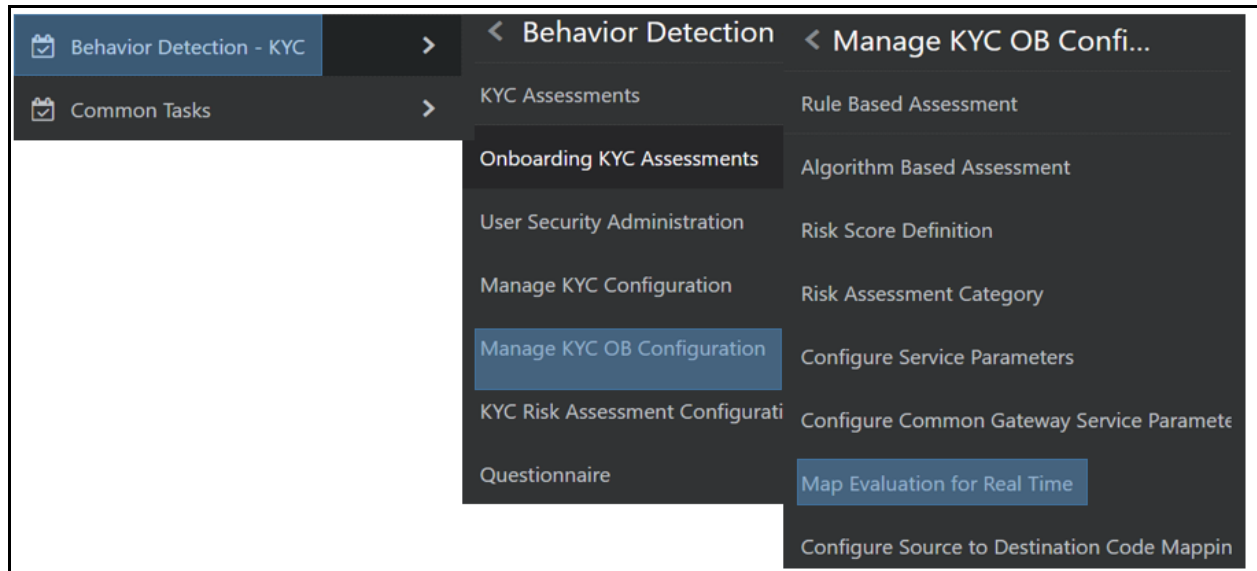 Behavior Detection - KYC
Common Tasks
Behavior Detection
KYC Assessments
Onboarding KYC Assessments
User Security Administration
Manage KYC Configuration
Manage KYC OB Configuration
KYC Risk Assessment Configurati
Questionnaire
Manage KYC OB Confi...
Rule Based Assessment
Algorithm Based Assessment
Risk Score Definition
Risk Assessment Category
Configure Service Parameters
Configure Common Gateway Service Paramete
Map Evaluation for Real Time
Configure Source to Destination Code Mappin